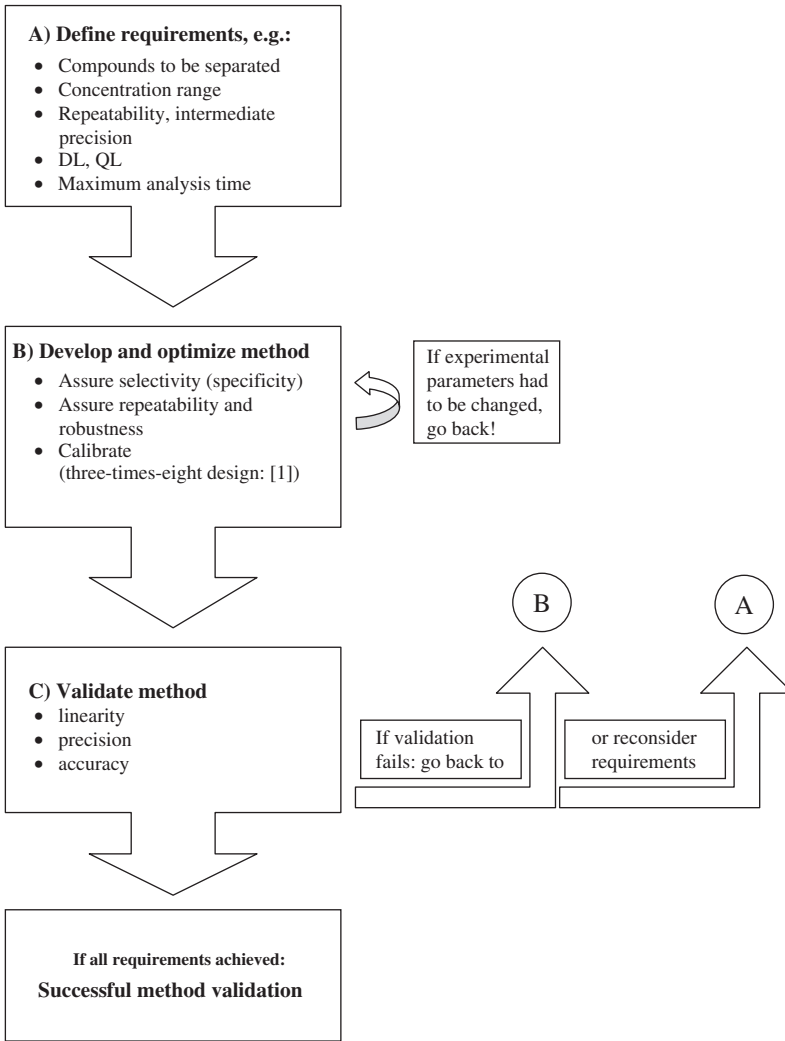 A) Define requirements, e.g.:
• Compounds to be separated
• Concentration range
• Repeatability, intermediate
precision
• DL, QL
• Maximum analysis time
B) Develop and optimize method
• Assure selectivity (specificity)
• Assure repeatability and
robustness
• Calibrate
(three-times-eight design: [1])
If experimental
parameters had
to be changed,
go back!
B
A
C) Validate method
• linearity
• precision
• accuracy
If validation
fails: go back to
or reconsider
requirements
If all requirements achieved:
Successful method validation